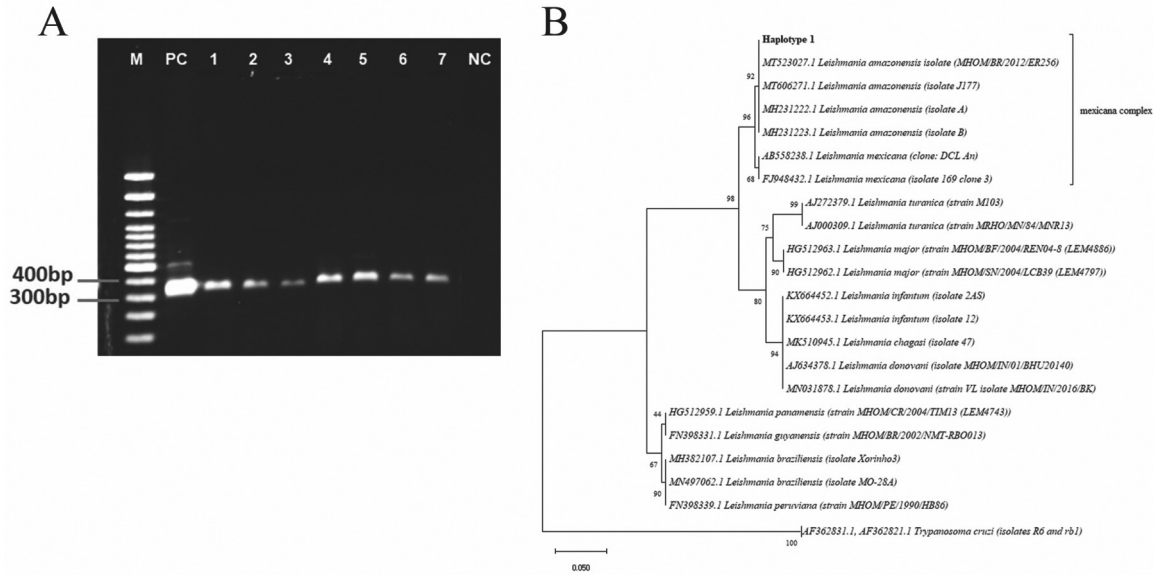 A
M PC 1 2 3 4 5 6 7 NC
400bp
300bp
B
Haplotype 1
MT523027.1 Leishmania amazonensis isolate (MHOM/BR/2012/ER256)
92
MT606271.1 Leishmania amazonensis (isolate J177)
MH231222.1 Leishmania amazonensis (isolate A)
mexicana complex
96
MH231223.1 Leishmania amazonensis (isolate B)
AB558238.1 Leishmania mexicana (clone: DCL An)
68
FJ948432.1 Leishmania mexicana (isolate 169 clone 3)
98
99
AJ272379.1 Leishmania turanica (strain M103)
AJ000309.1 Leishmania turanica (strain MRHO/MN/84/MNR13)
75
HG512963.1 Leishmania major (strain MHOM/BF/2004/REN04-8 (LEM4886))
90
HG512962.1 Leishmania major (strain MHOM/SN/2004/LCB39 (LEM4797))
80
KX664452.1 Leishmania infantum (isolate 2AS)
KX664453.1 Leishmania infantum (isolate 12)
MK510945.1 Leishmania chagasi (isolate 47)
94
AJ634378.1 Leishmania donovani (isolate MHOM/IN/01/BHU20140)
MN031878.1 Leishmania donovani (strain VL isolate MHOM/IN/2016/BK)
44
HG512959.1 Leishmania panamensis (strain MHOM/CR/2004/TIM13 (LEM4743))
FN398331.1 Leishmania guyanensis (strain MHOM/BR/2002/NMT-RBO013)
67
MH382107.1 Leishmania braziliensis (isolate Xorinho3)
MN497062.1 Leishmania braziliensis (isolate MO-28A)
90
FN398339.1 Leishmania peruviana (strain MHOM/PE/1990/HB86)
AF362831.1, AF362821.1 Trypanosoma cruzi (isolates R6 and rb1)
100
0.050